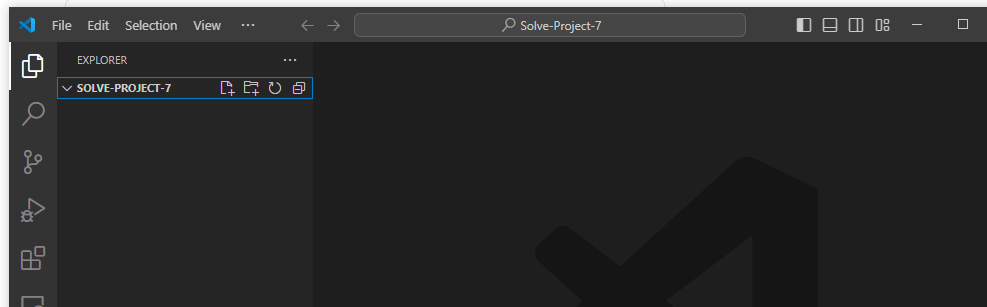 File Edit Selection View ··· Solve-Project-7
EXPLORER ···
SOLVE-PROJECT-7